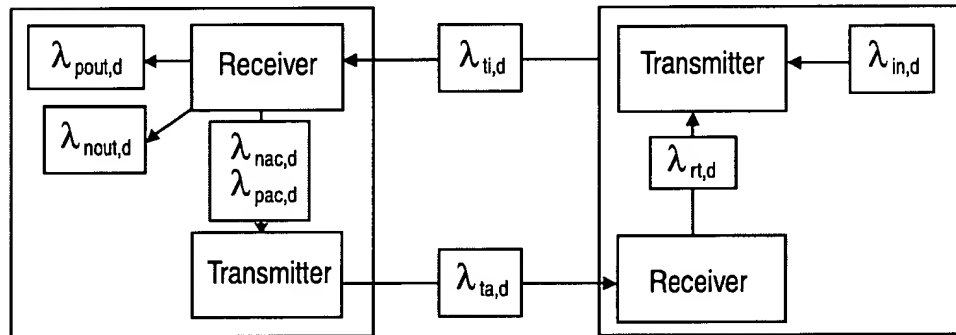 λpout,d
Receiver
λti,d
Transmitter
λin,d
λnout,d
λnac,d
λpac,d
λrt,d
Transmitter
λta,d
Receiver